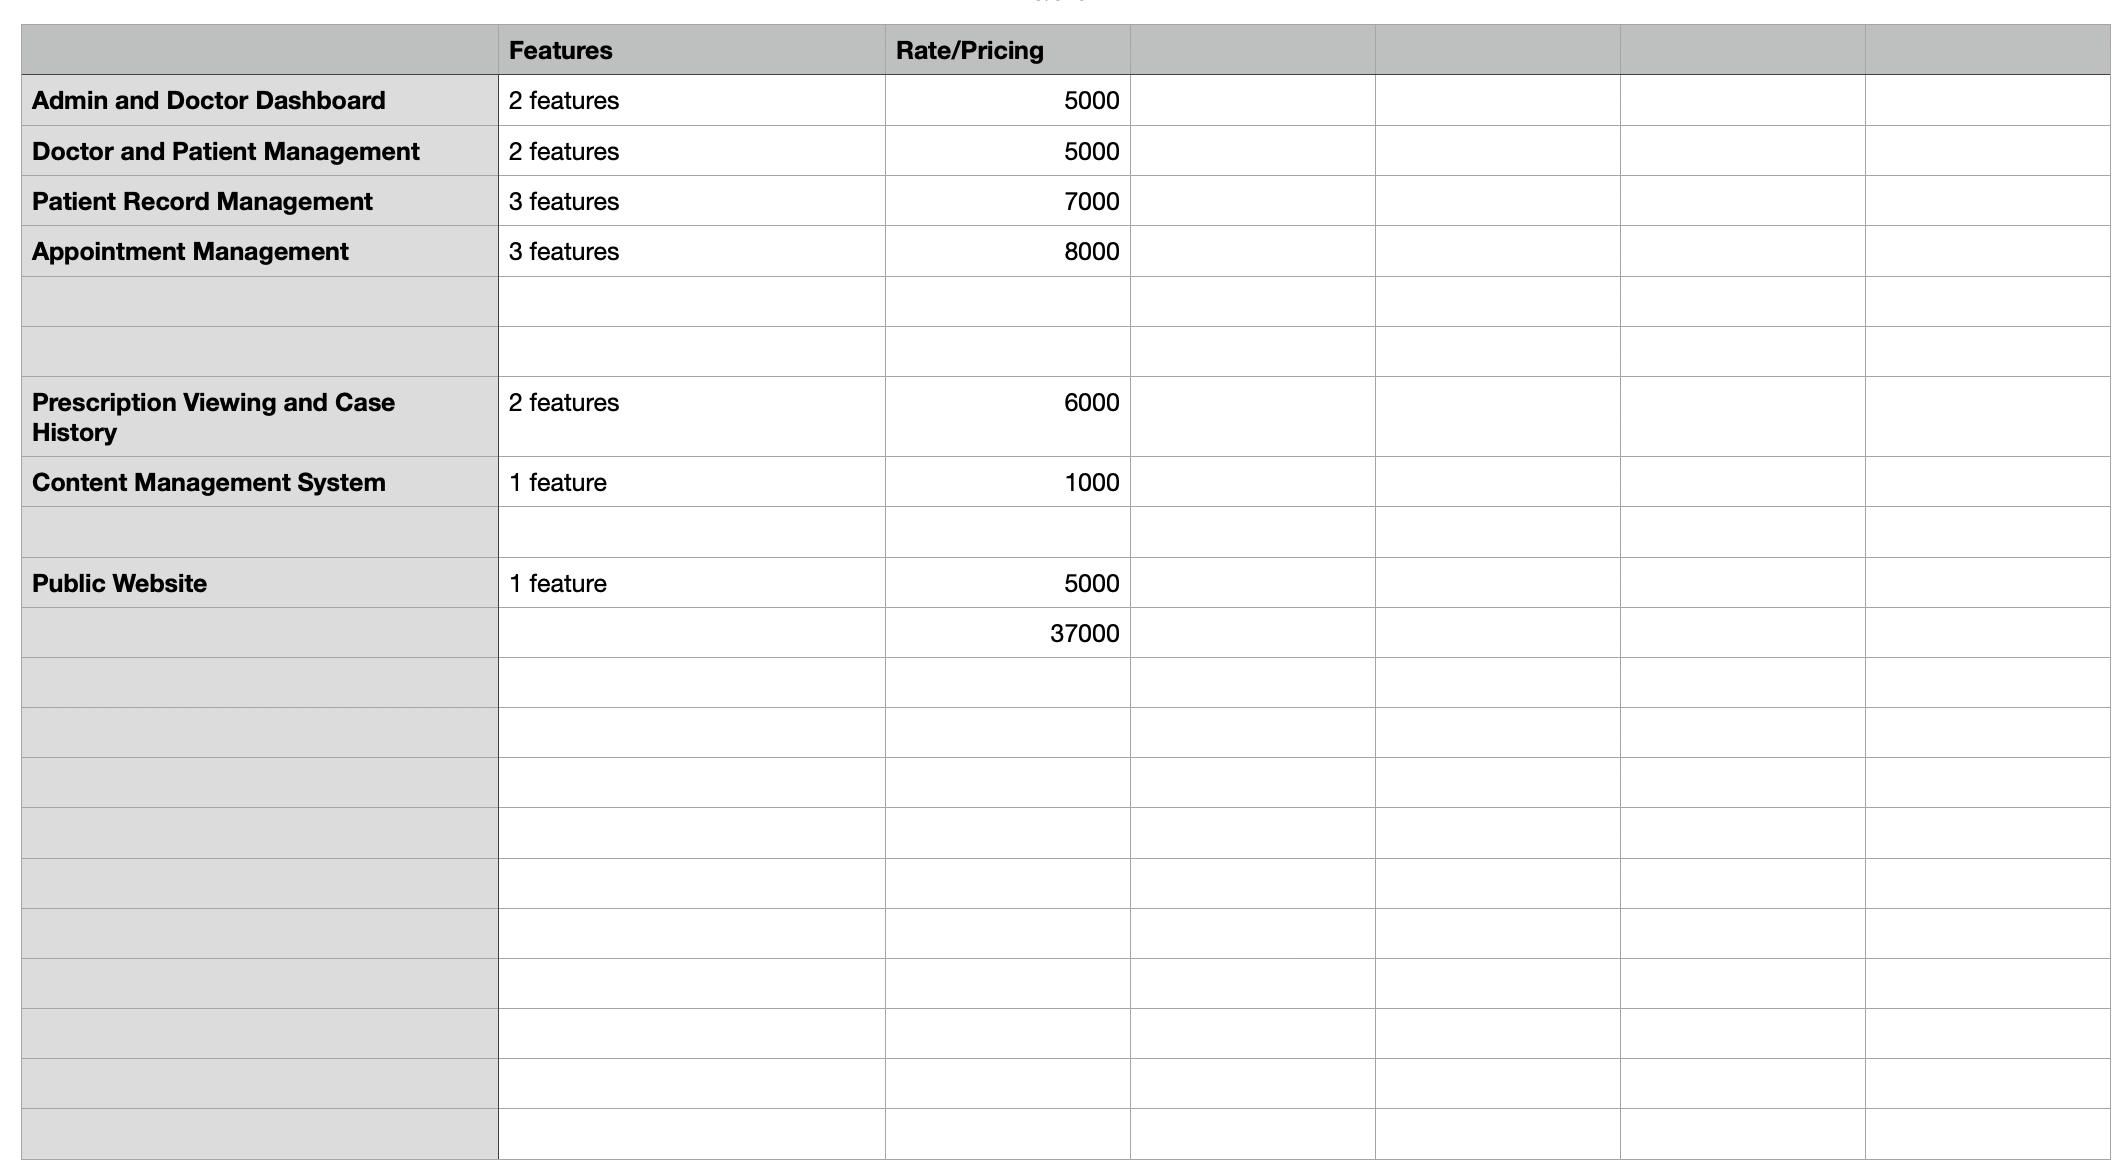 Features Rate/Pricing
Admin and Doctor Dashboard 2 features 5000
Doctor and Patient Management 2 features 5000
Patient Record Management 3 features 7000
Appointment Management 3 features 8000
Prescription Viewing and Case 2 features 6000
History
Content Management System 1 feature 1000
Public Website 1 feature 5000
37000